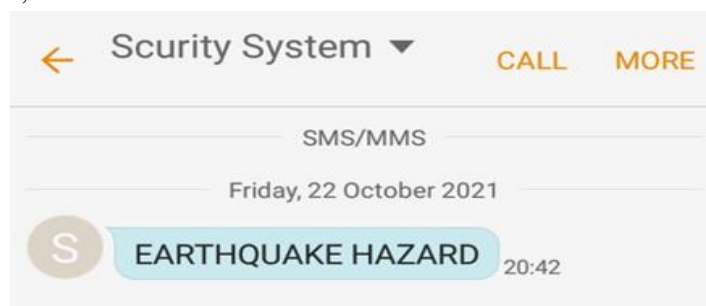 Scurity System
CALL MORE
SMS/MMS
Friday, 22 October 2021
S
EARTHQUAKE HAZARD 20:42